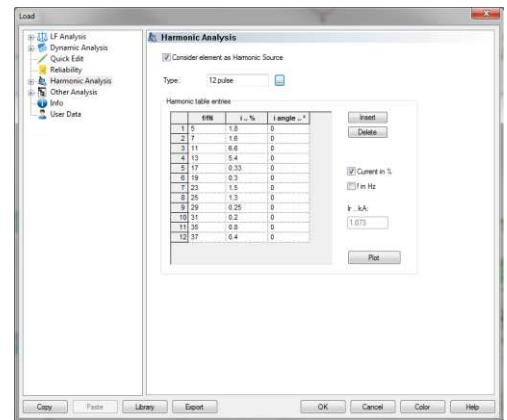 Load
LF Analysis
Dynamic Analysis
Quick Edit
Reliability
Harmonic Analysis
Other Analysis
Info
User Data
Harmonic Analysis
Consider element as Harmonic Source
Type: 12 pulse
Harmonic table entries
f/fN i .. % i angle .. °
1 5 1.8 0
2 7 1.6 0
3 11 6.6 0
4 13 5.4 0
5 17 0.33 0
6 19 0.3 0
7 23 1.5 0
8 25 1.3 0
9 29 0.25 0
10 31 0.2 0
11 35 0.8 0
12 37 0.4 0
Insert
Delete
Current in %
f in Hz
Ir .. kA:
1.073
Plot
Copy Paste Library Export OK Cancel Color Help